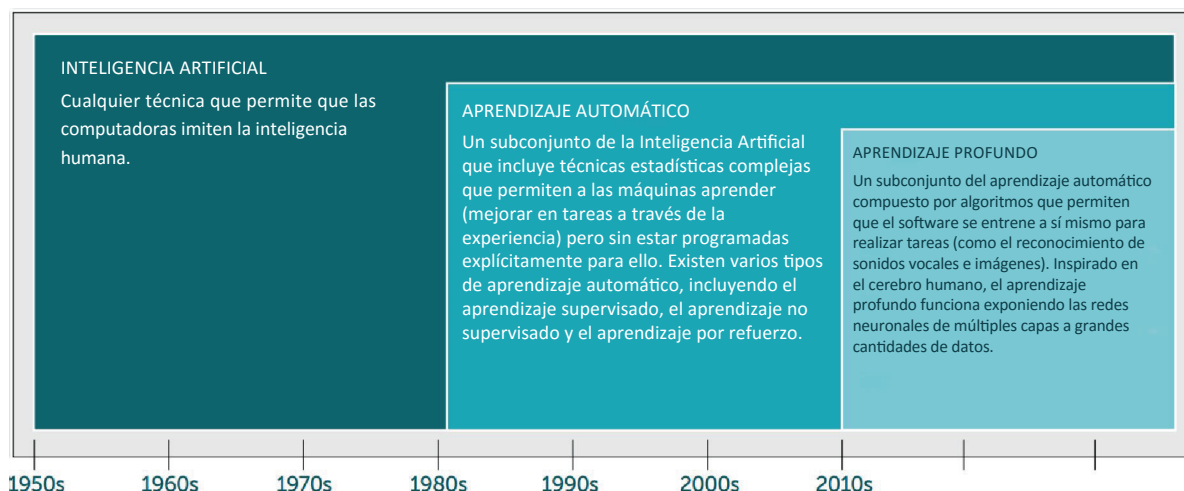 INTELIGENCIA ARTIFICIAL
Cualquier técnica que permite que las
computadoras imiten la inteligencia
humana.
APRENDIZAJE AUTOMÁTICO
Un subconjunto de la Inteligencia Artificial
que incluye técnicas estadísticas complejas
que permiten a las máquinas aprender
(mejorar en tareas a través de la
experiencia) pero sin estar programadas
explícitamente para ello. Existen varios tipos
de aprendizaje automático, incluyendo el
aprendizaje supervisado, el aprendizaje no
supervisado y el aprendizaje por refuerzo.
APRENDIZAJE PROFUNDO
Un subconjunto del aprendizaje automático
compuesto por algoritmos que permiten
que el software se entrene a sí mismo para
realizar tareas (como el reconocimiento de
sonidos vocales e imágenes). Inspirado en
el cerebro humano, el aprendizaje
profundo funciona exponiendo las redes
neuronales de múltiples capas a grandes
cantidades de datos.
1950s 1960s 1970s 1980s 1990s 2000s 2010s